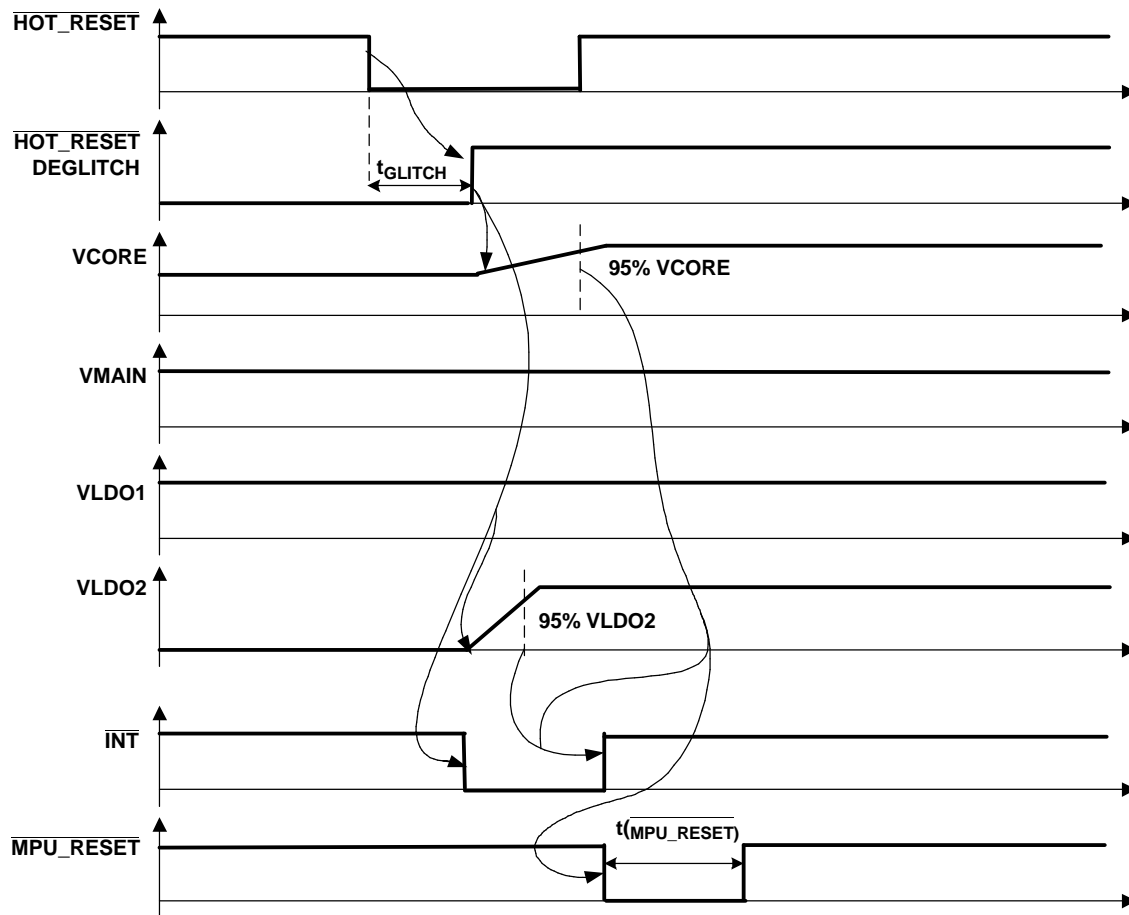 HOT_RESET
HOT_RESET
DEGLITCH
tGLITCH
VCORE
95% VCORE
VMAIN
VLDO1
VLDO2
95% VLDO2
INT
t(MPU_RESET)
MPU_RESET